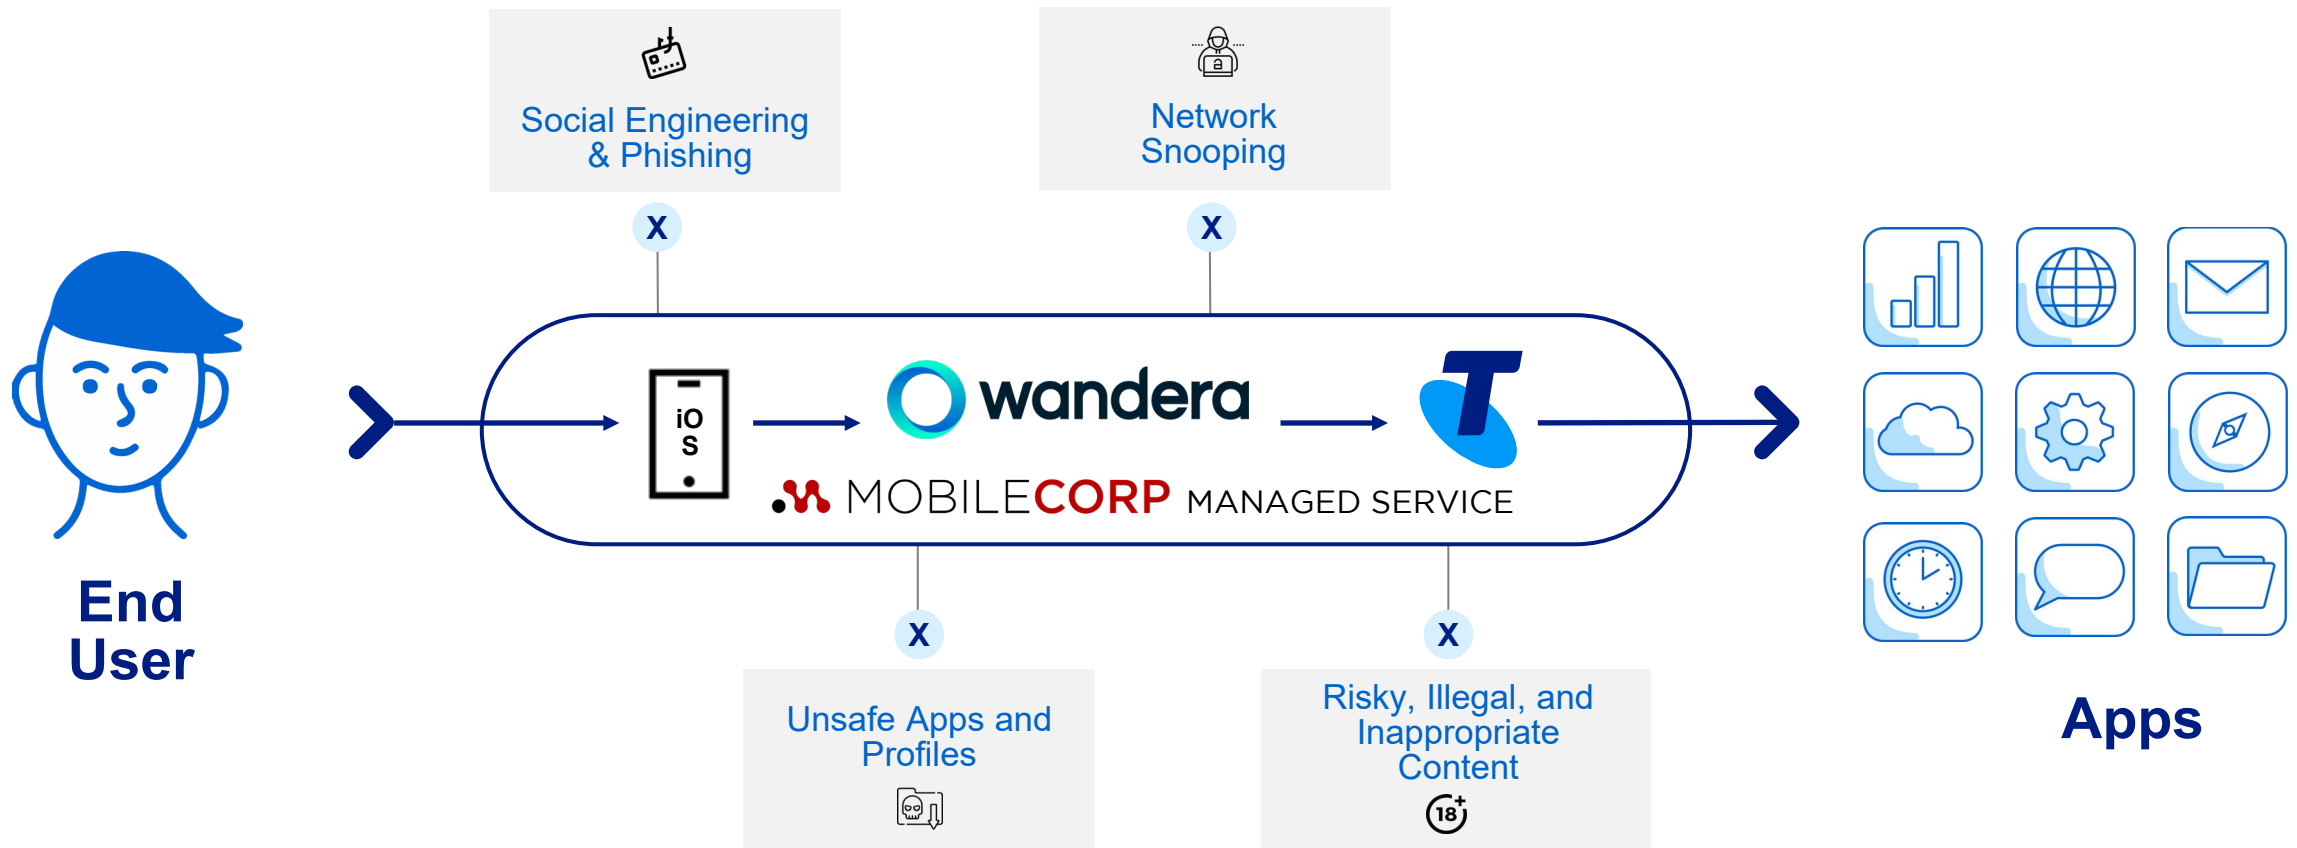 Social Engineering
& Phishing
Network
Snooping
X
X
iO
S
wandera
T
MOBILECORP MANAGED SERVICE
End
User
X
X
Unsafe Apps and
Profiles
Risky, Illegal, and
Inappropriate
Content
18+
Apps